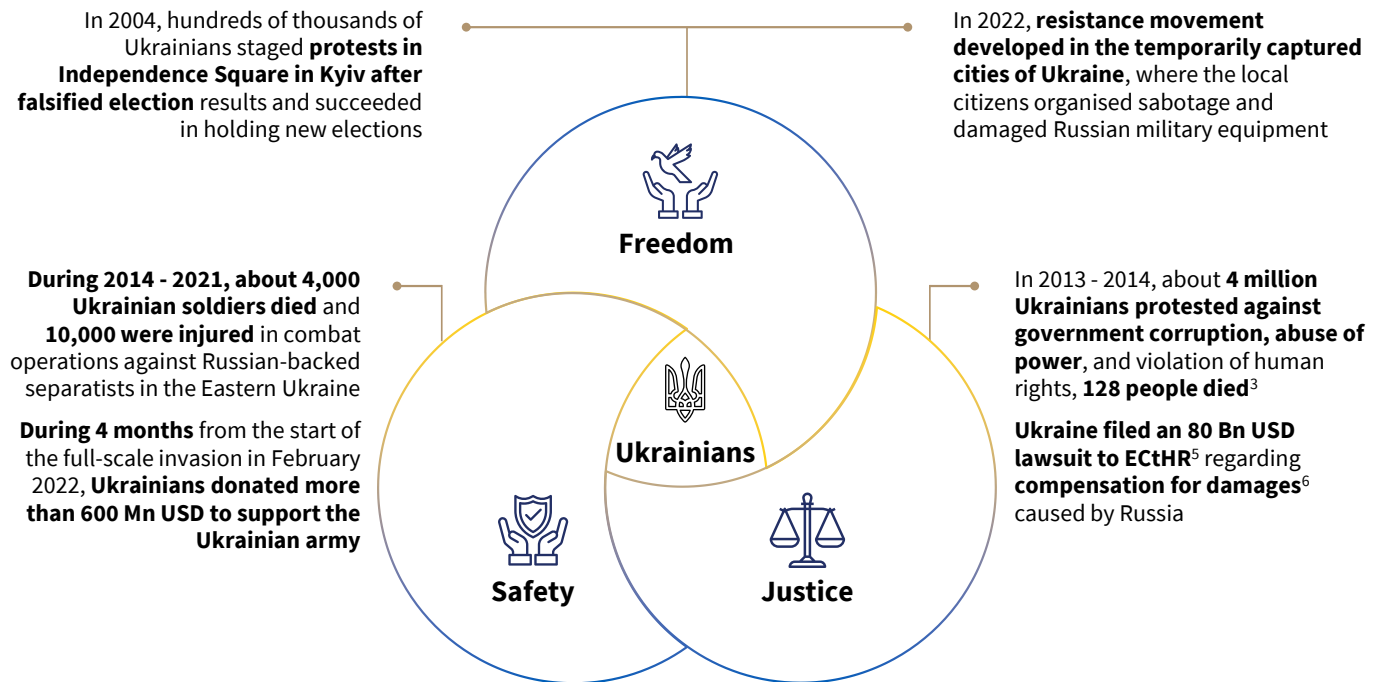 In 2004, hundreds of thousands of
Ukrainians staged protests in
Independence Square in Kyiv after
falsified election results and succeeded
in holding new elections
In 2022, resistance movement
developed in the temporarily captured
cities of Ukraine, where the local
citizens organised sabotage and
damaged Russian military equipment
Freedom
During 2014 - 2021, about 4,000
Ukrainian soldiers died and
10,000 were injured in combat
operations against Russian-backed
separatists in the Eastern Ukraine
During 4 months from the start of
the full-scale invasion in February
2022, Ukrainians donated more
than 600 Mn USD to support the
Ukrainian army
In 2013 - 2014, about 4 million
Ukrainians protested against
government corruption, abuse of
power, and violation of human
rights, 128 people died³
Ukraine filed an 80 Bn USD
lawsuit to ECtHR⁵ regarding
compensation for damages⁶
caused by Russia
Ukrainians
Safety
Justice